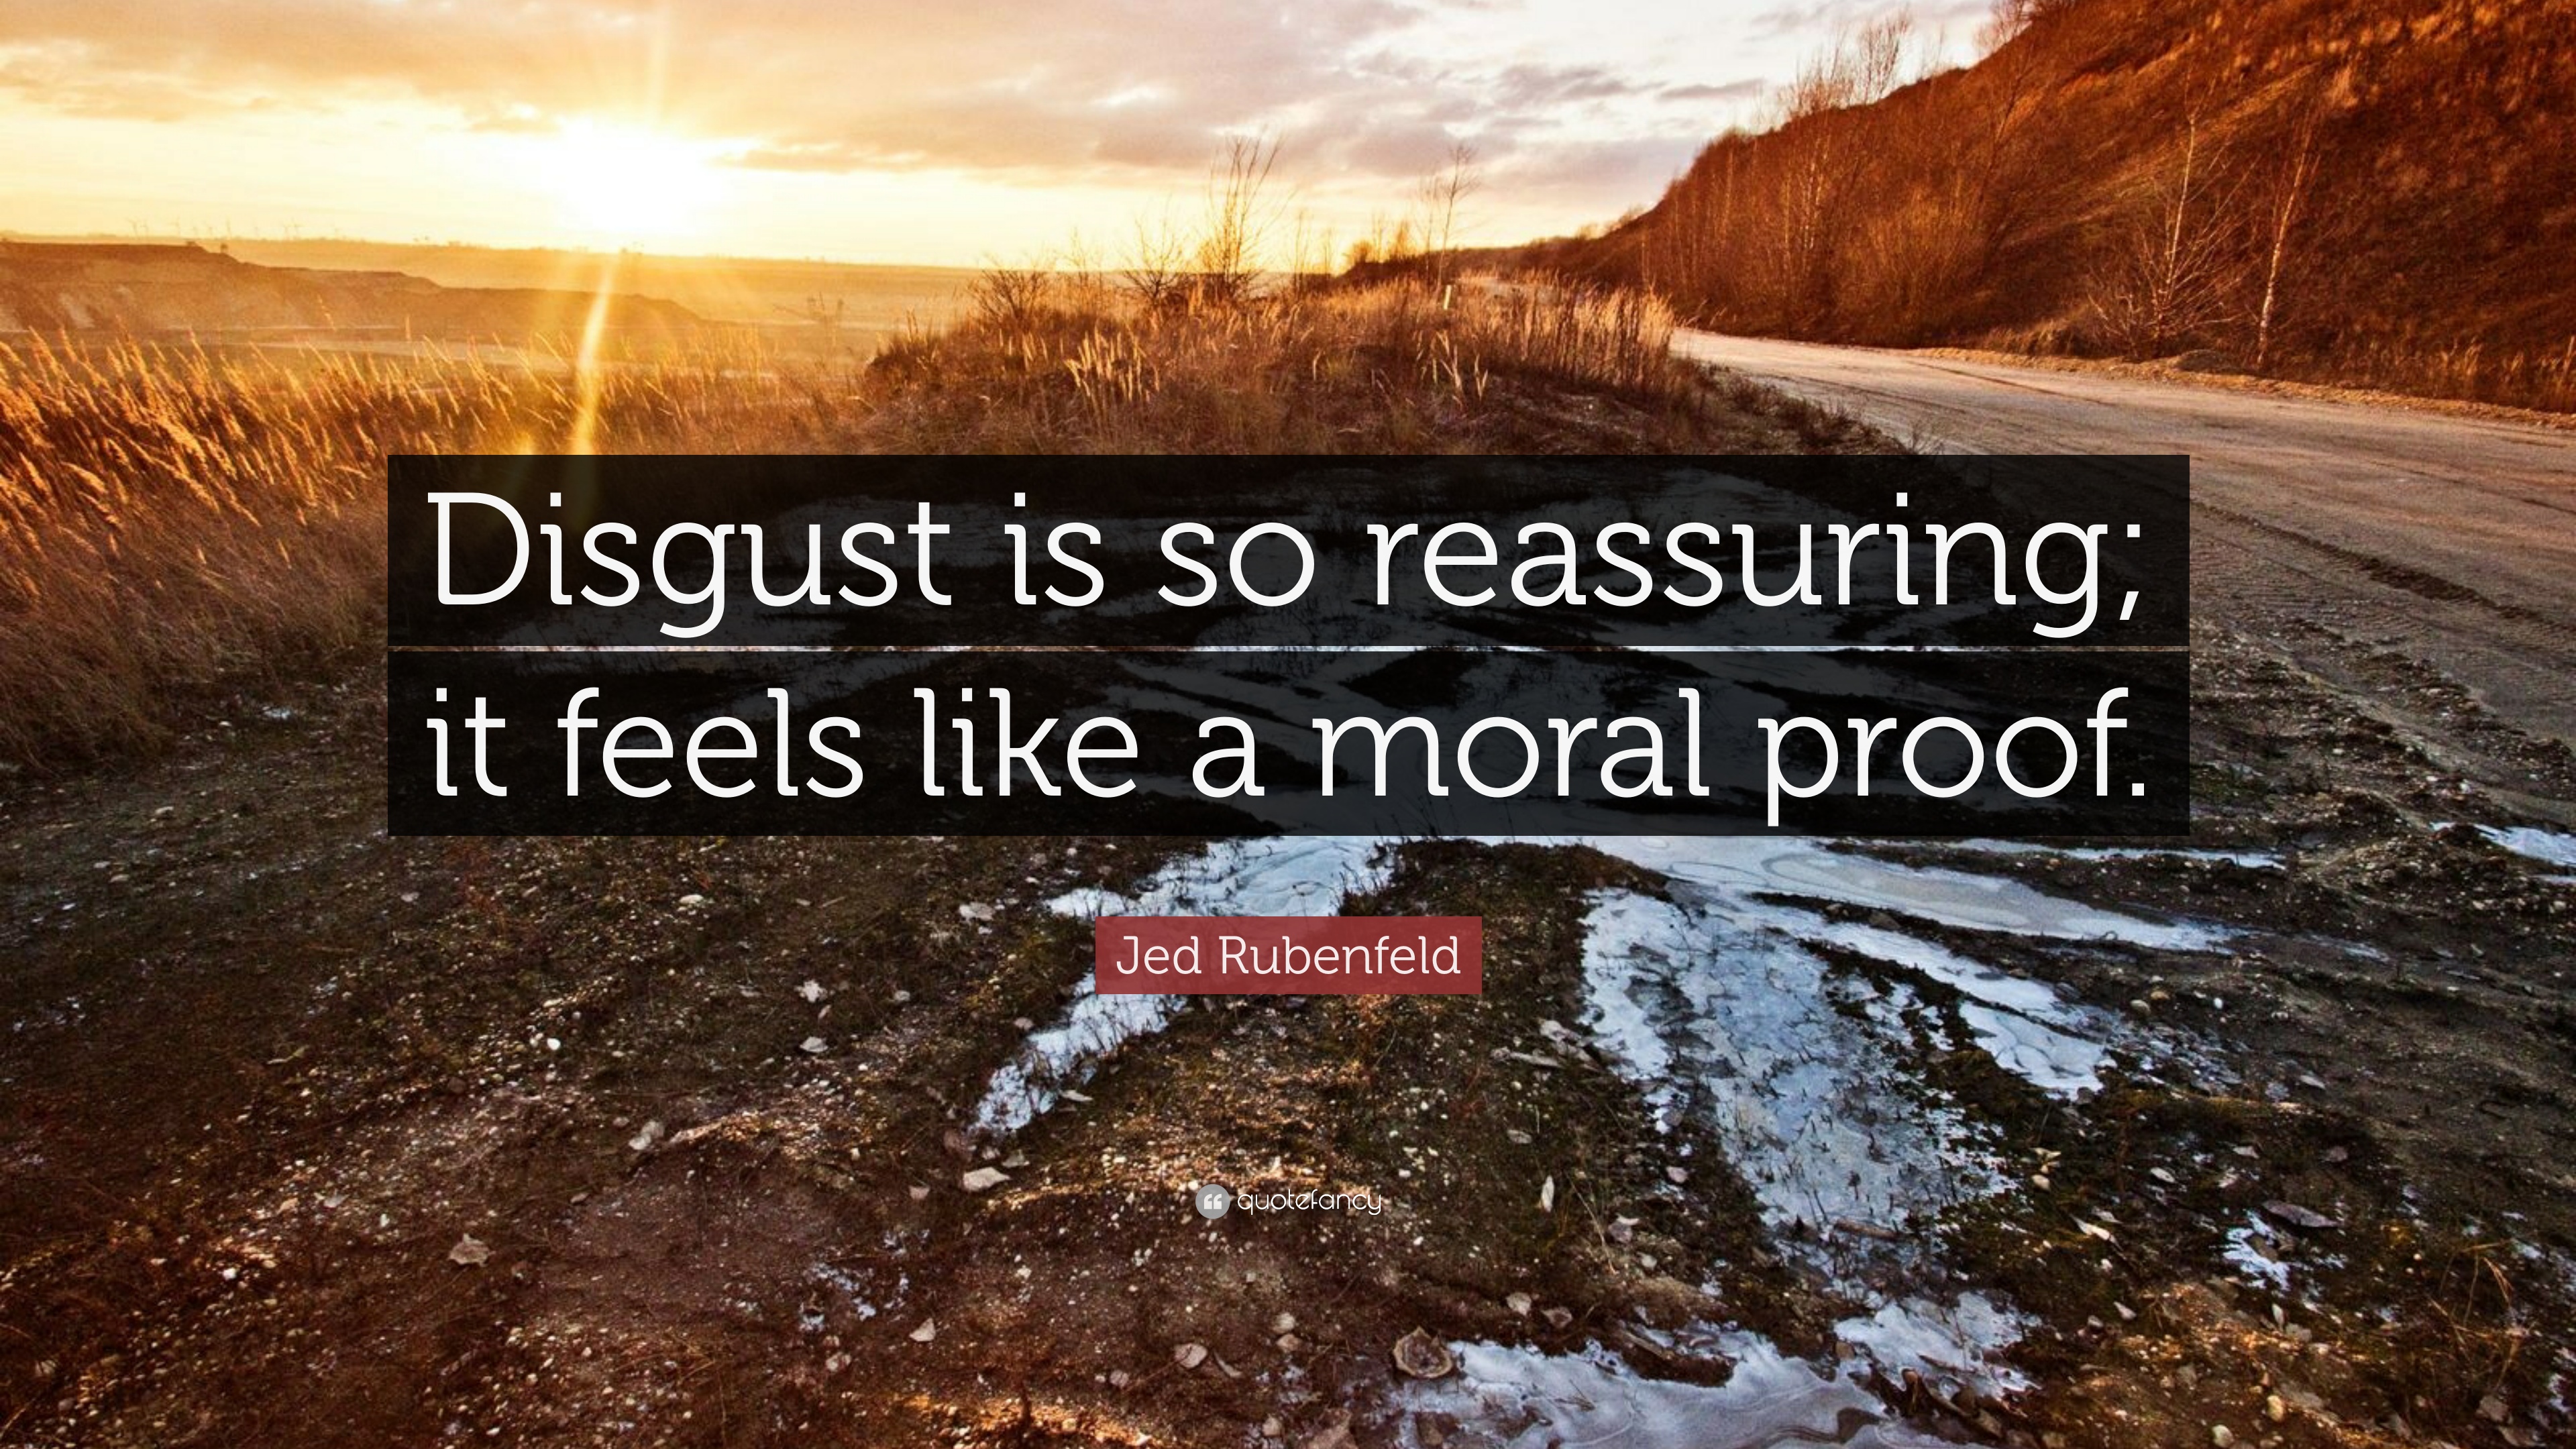 Disgust is so reassuring;
it feels like a moral proof.
Jed Rubenfeld
quotefancy